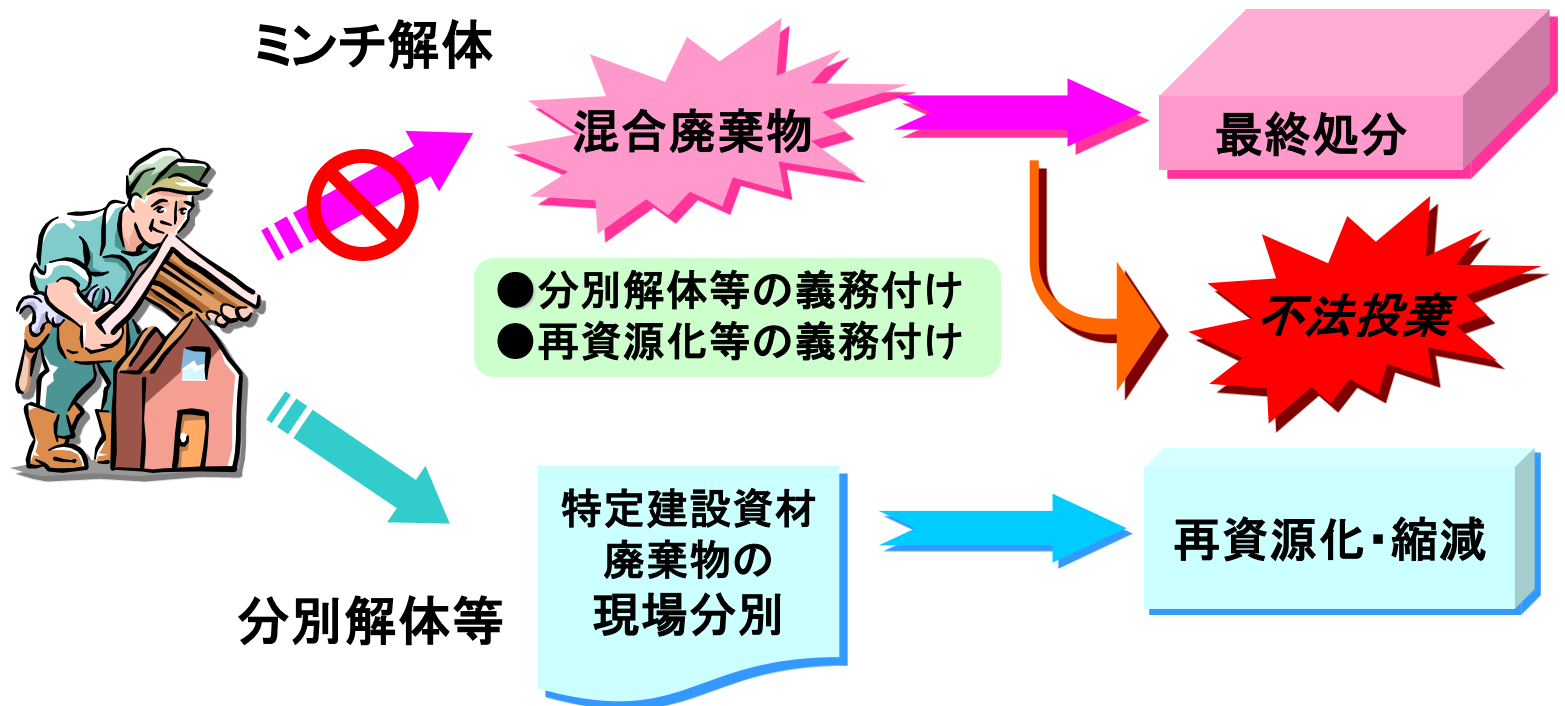 ミンチ解体
混合廃棄物
最終処分
不法投棄
●分別解体等の義務付け
●再資源化等の義務付け
分別解体等
特定建設資材
廃棄物の
現場分別
再資源化・縮減